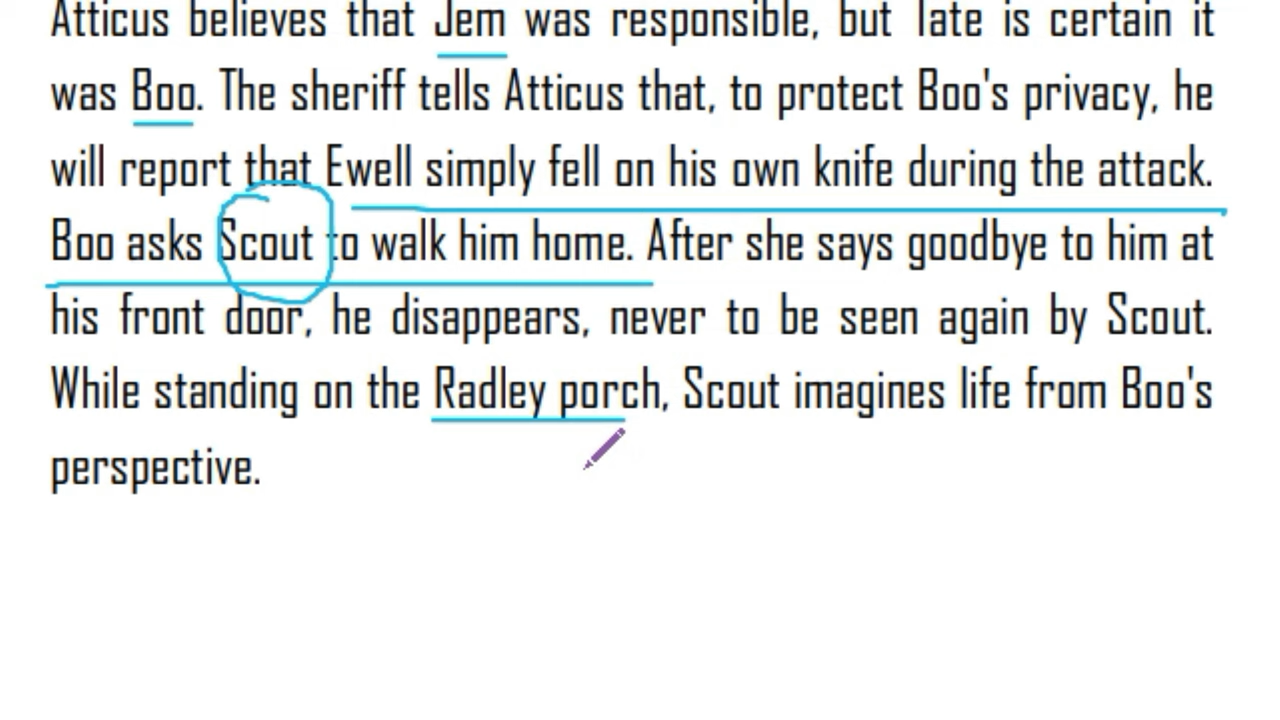 Atticus believes that Jem was responsible, but Tate is certain it
was Boo. The sheriff tells Atticus that, to protect Boo's privacy, he
will report that Ewell simply fell on his own knife during the attack.
Boo asks Scout to walk him home. After she says goodbye to him at
his front door, he disappears, never to be seen again by Scout.
While standing on the Radley porch, Scout imagines life from Boo's
perspective.